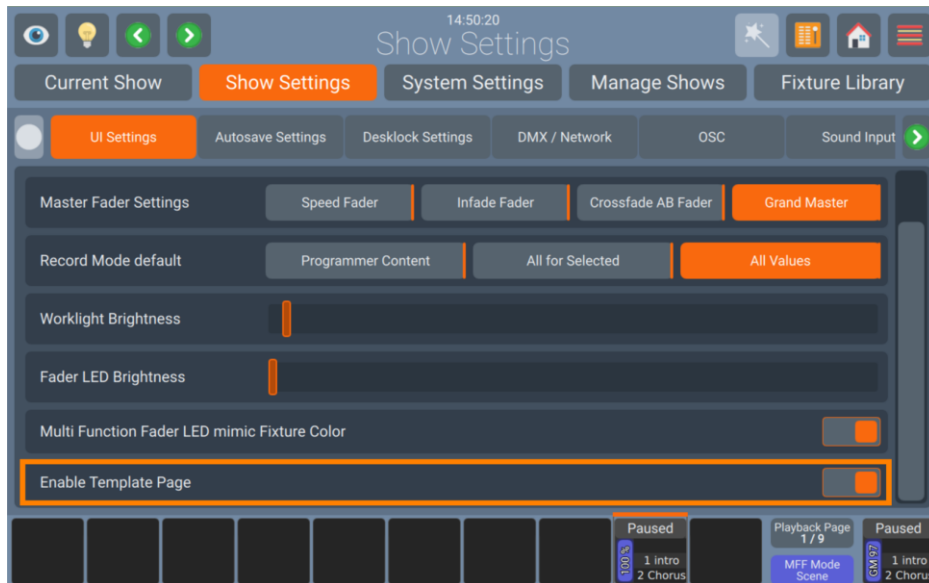 14:50:20
Show Settings
Current Show Show Settings System Settings Manage Shows Fixture Library
UI Settings Autosave Settings Desklock Settings DMX / Network OSC Sound Input
Master Fader Settings Speed Fader Infade Fader Crossfade AB Fader Grand Master
Record Mode default Programmer Content All for Selected All Values
Worklight Brightness
Fader LED Brightness
Multi Function Fader LED mimic Fixture Color
Enable Template Page
Paused Playback Page Paused
1 / 9
100 % 1 intro MFF Mode GM 97 1 intro
2 Chorus Scene 2 Choru